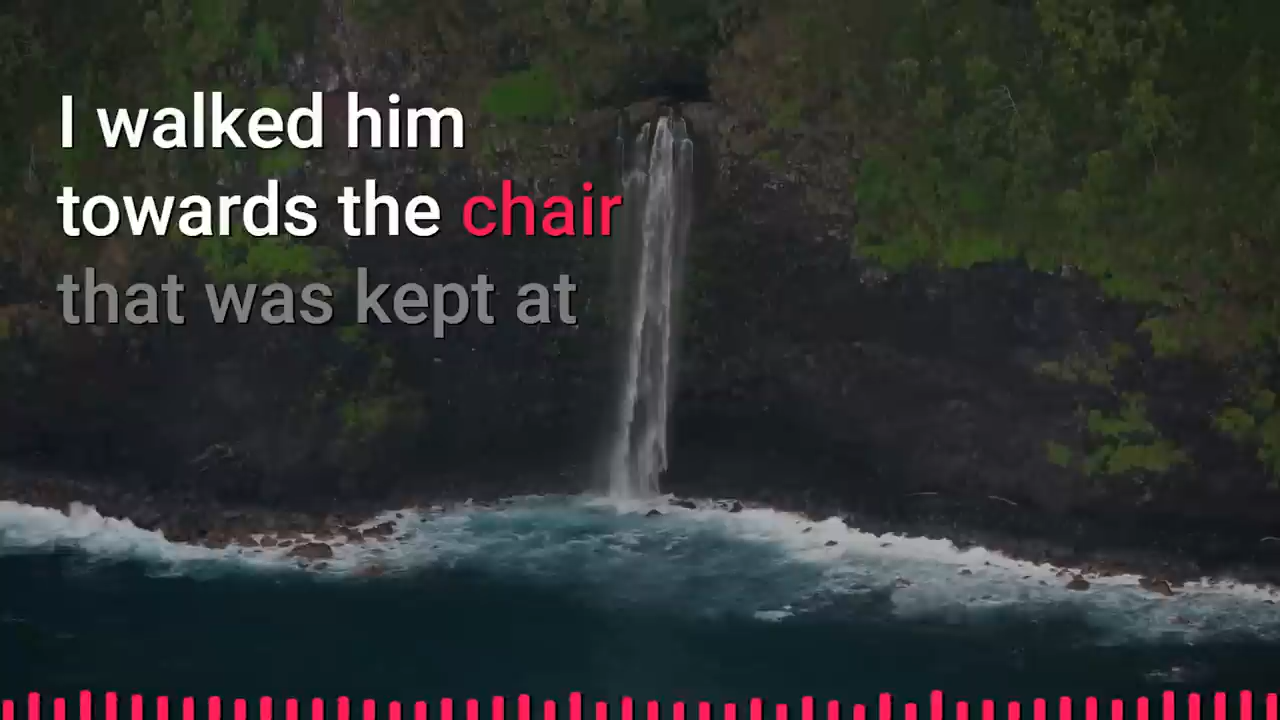 I walked him
towards the chair
that was kept at